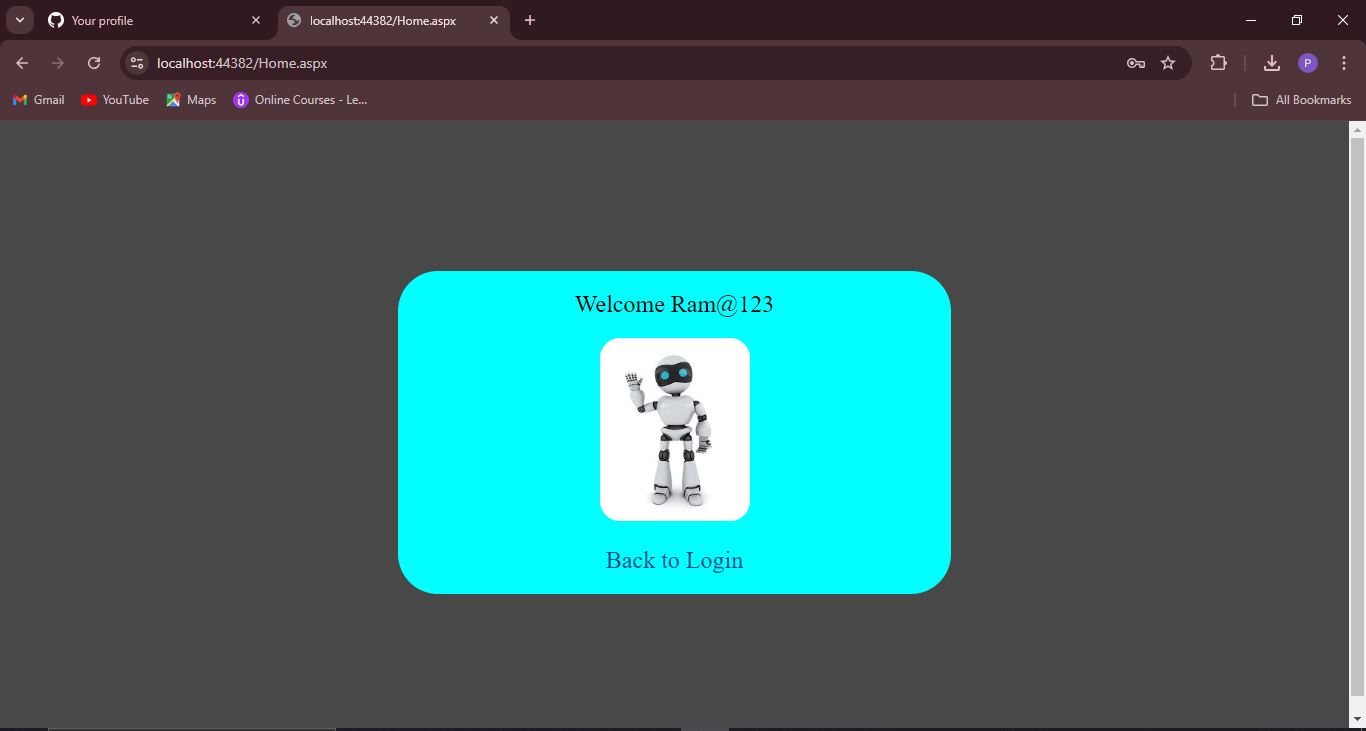 Your profile
localhost:44382/Home.aspx
localhost:44382/Home.aspx
P
Gmail
YouTube
Maps
Online Courses - Le...
All Bookmarks
Welcome Ram@123
Back to Login